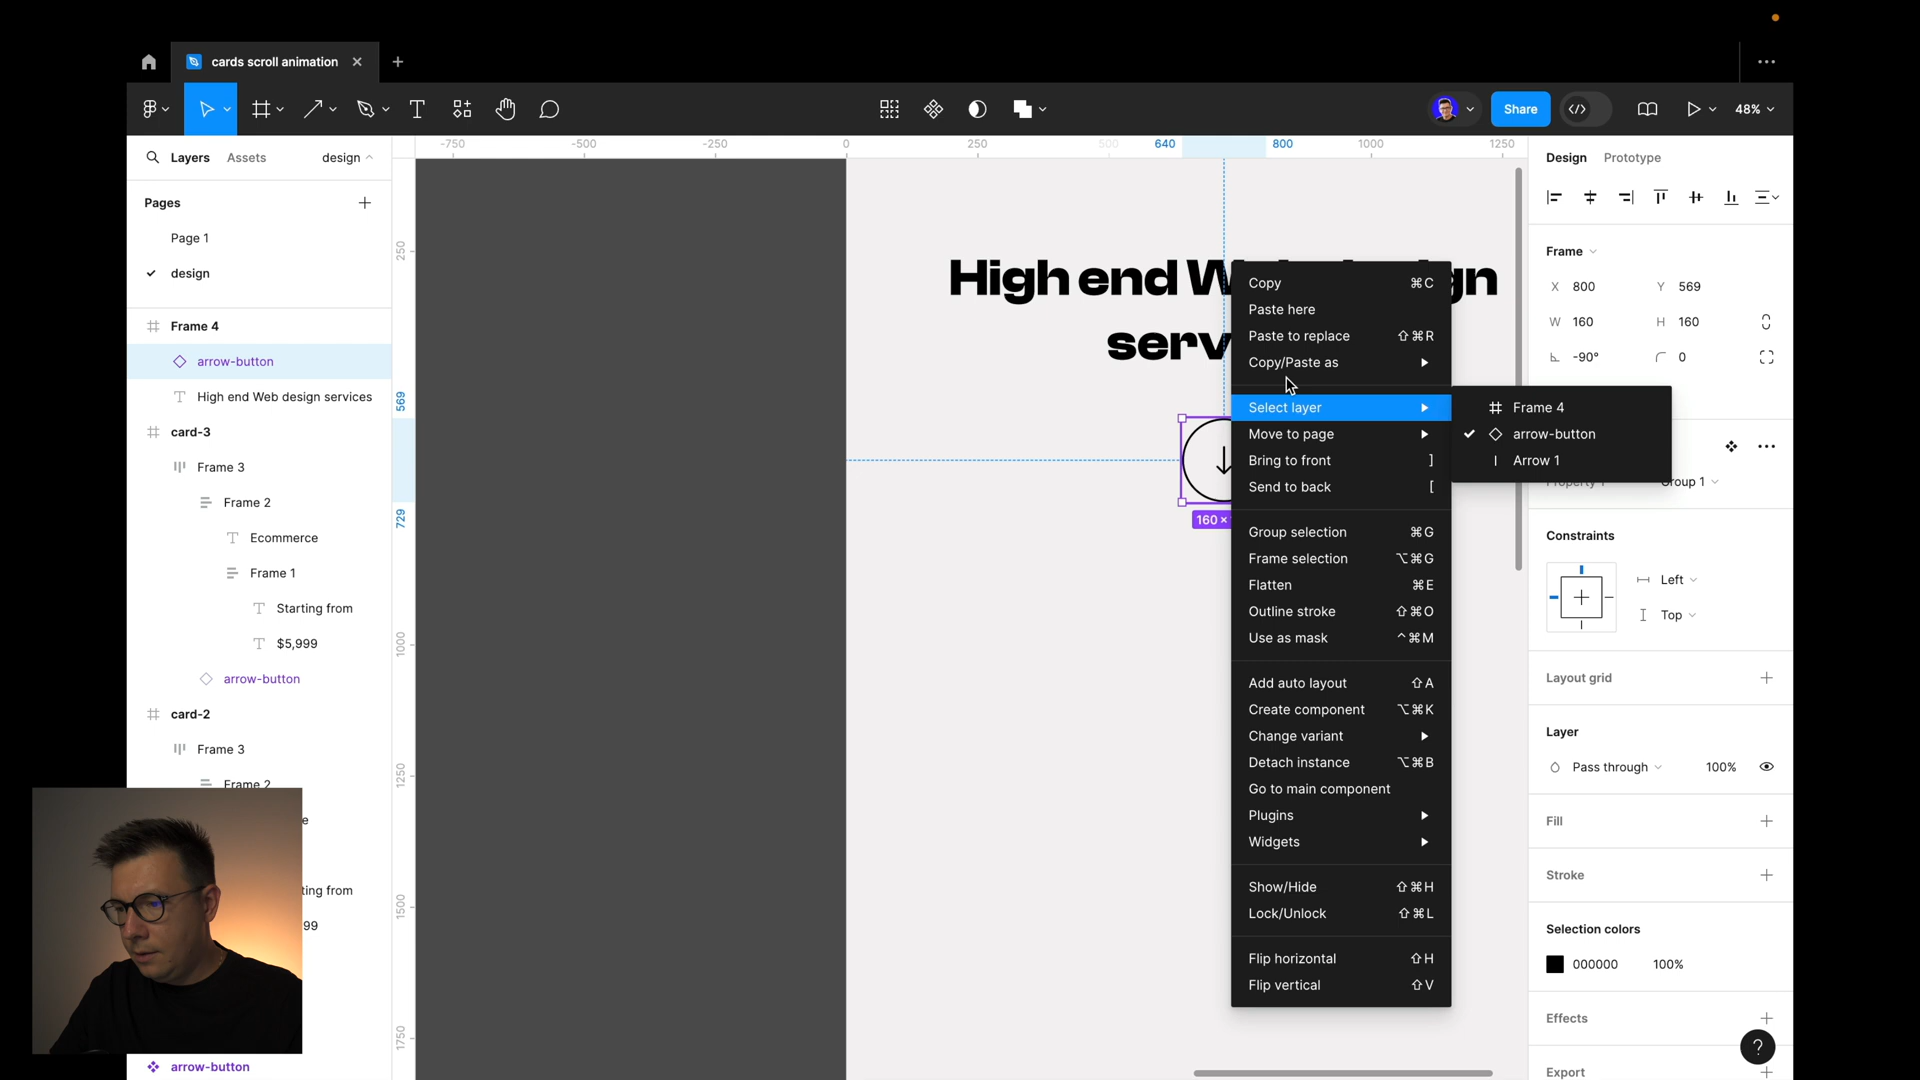 cards scroll animation
Share
48%
Layers
Assets
design
Pages
Page 1
design
Frame 4
arrow-button
High end Web design services
card-3
Frame 3
Frame 2
Ecommerce
Frame 1
Starting from
$5,999
arrow-button
card-2
Frame 3
Frame 2
e
ting from
99
arrow-button
-750
-500
-250
0
250
500
640
800
1000
1250
250
569
729
1000
1250
1500
1750
High end W
gn
serv
160 ×
Copy ⌘C
Paste here
Paste to replace ⇧⌘R
Copy/Paste as
Select layer
Move to page
Bring to front ]
Send to back [
Group selection ⌘G
Frame selection ⌥⌘G
Flatten ⌘E
Outline stroke ⇧⌘O
Use as mask ^⌘M
Add auto layout ⇧A
Create component ⌥⌘K
Change variant
Detach instance ⌥⌘B
Go to main component
Plugins
Widgets
Show/Hide ⇧⌘H
Lock/Unlock ⇧⌘L
Flip horizontal ⇧H
Flip vertical ⇧V
Frame 4
arrow-button
Arrow 1
Design
Prototype
Frame
X 800
Y 569
W 160
H 160
-90°
0
Property 1
Group 1
Constraints
Left
Top
Layout grid
Layer
Pass through
100%
Fill
Stroke
Selection colors
000000
100%
Effects
Export
?